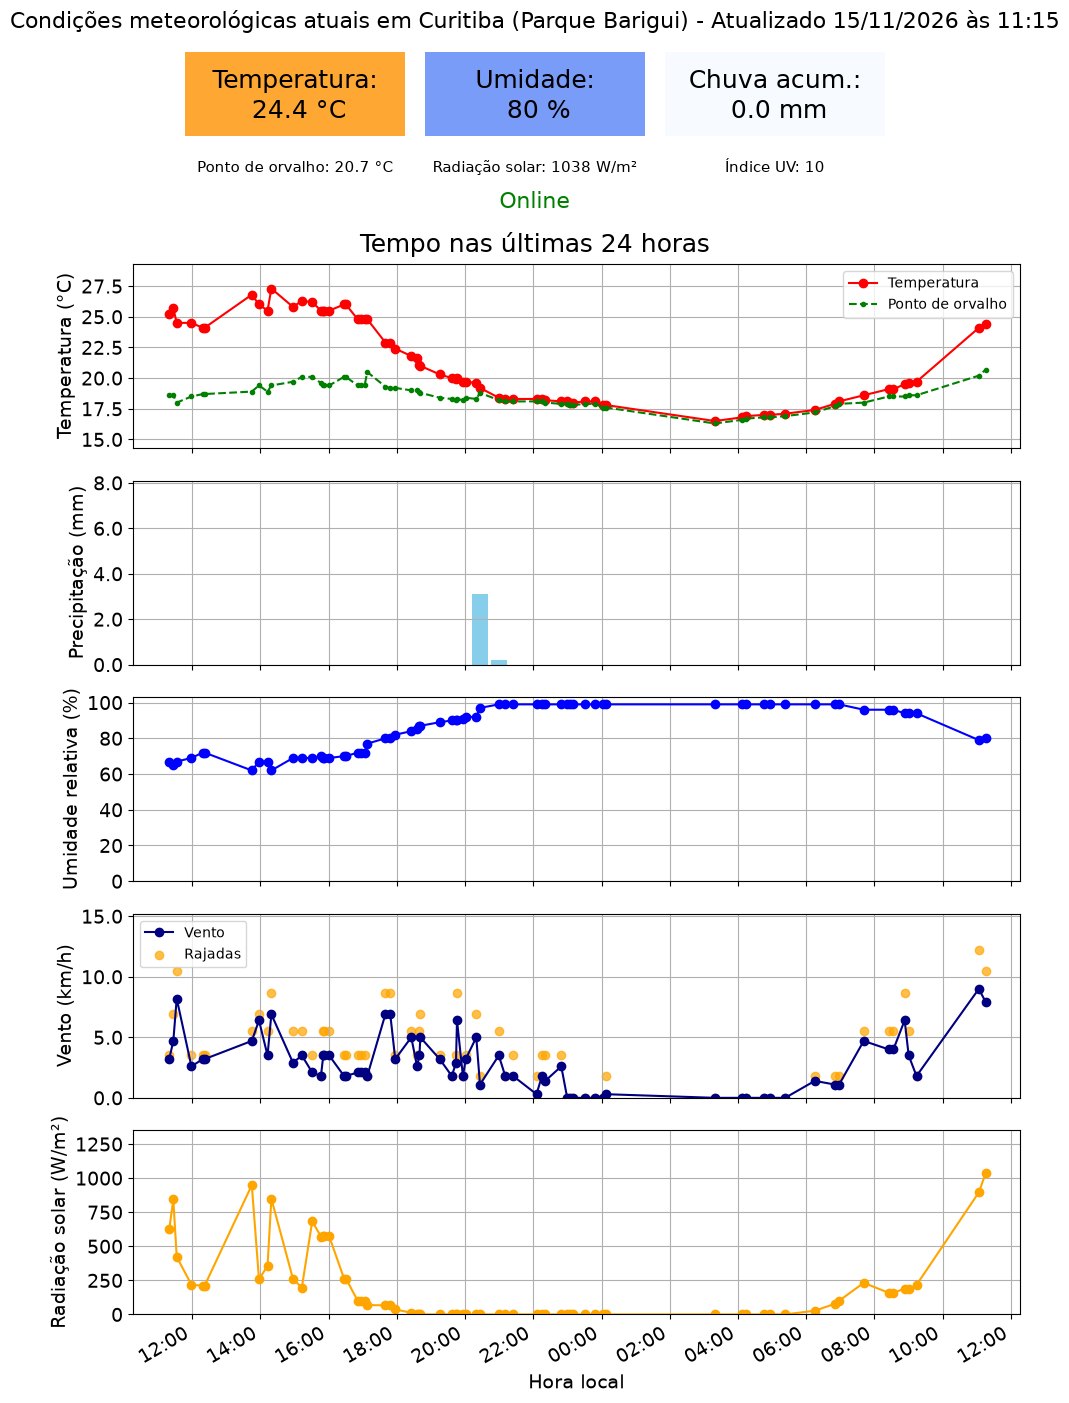 Condições meteorológicas atuais em Curitiba (Parque Barigui) - Atualizado 15/11/2026 às 11:15
Temperatura:
24.4 °C
Umidade:
80 %
Chuva acum.:
0.0 mm
Ponto de orvalho: 20.7 °C
Radiação solar: 1038 W/m²
Índice UV: 10
Online
Tempo nas últimas 24 horas
Temperatura (°C)
27.5
25.0
22.5
20.0
17.5
15.0
Temperatura
Ponto de orvalho
Precipitação (mm)
8.0
6.0
4.0
2.0
0.0
Umidade relativa (%)
100
80
60
40
20
0
Vento (km/h)
15.0
10.0
5.0
0.0
Vento
Rajadas
Radiação solar (W/m²)
1250
1000
750
500
250
0
12:00
14:00
16:00
18:00
20:00
22:00
00:00
02:00
04:00
06:00
08:00
10:00
12:00
Hora local